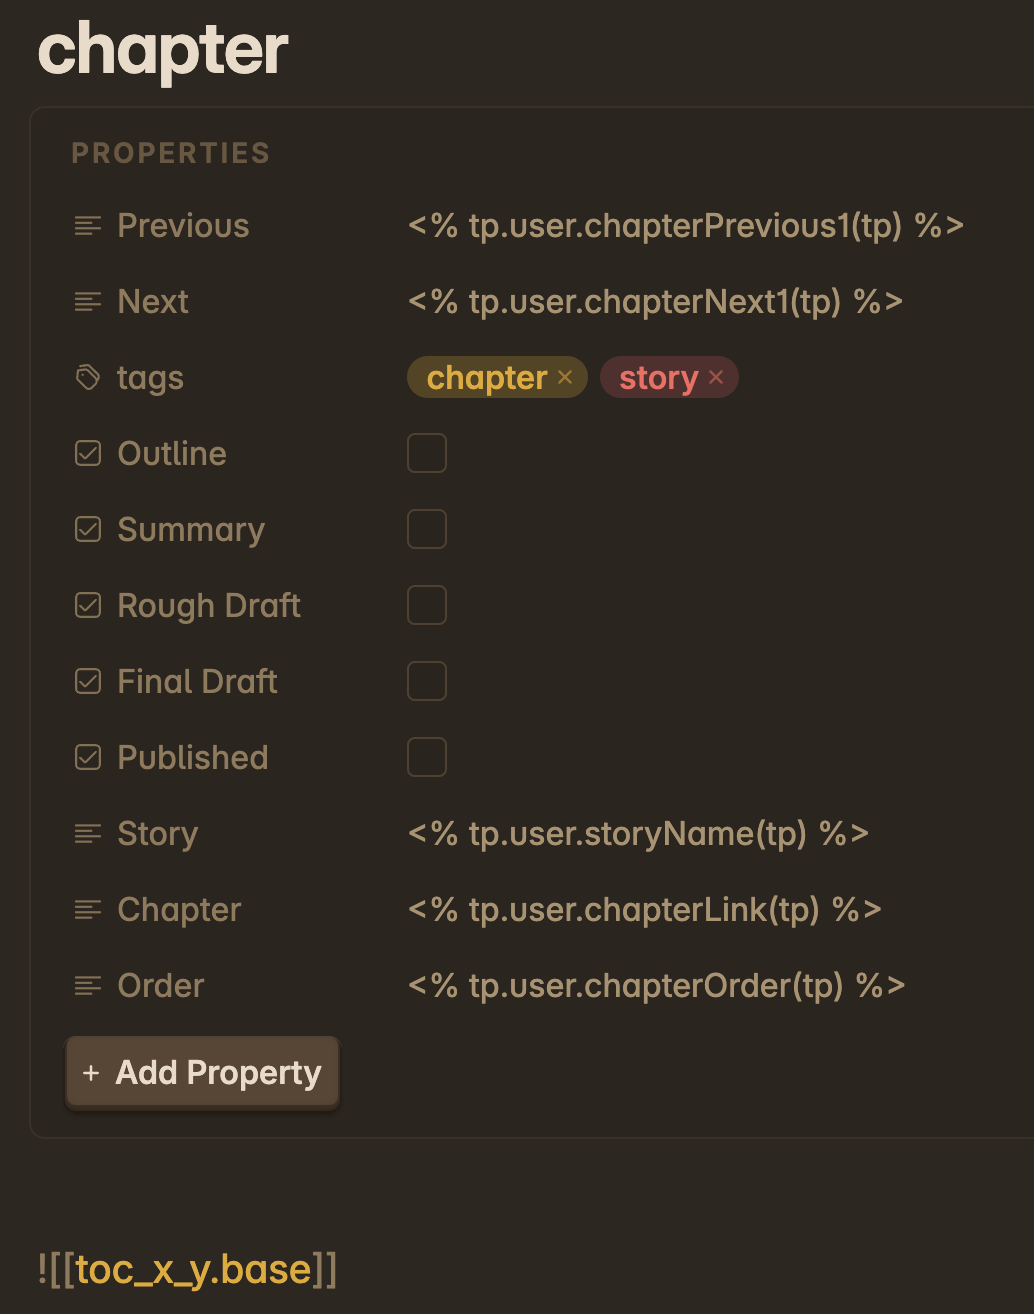 chapter
PROPERTIES
Previous <% tp.user.chapterPrevious1(tp) %>
Next <% tp.user.chapterNext1(tp) %>
tags chapter × story ×
Outline
Summary
Rough Draft
Final Draft
Published
Story <% tp.user.storyName(tp) %>
Chapter <% tp.user.chapterLink(tp) %>
Order <% tp.user.chapterOrder(tp) %>
+ Add Property
![[toc_x_y.base]]